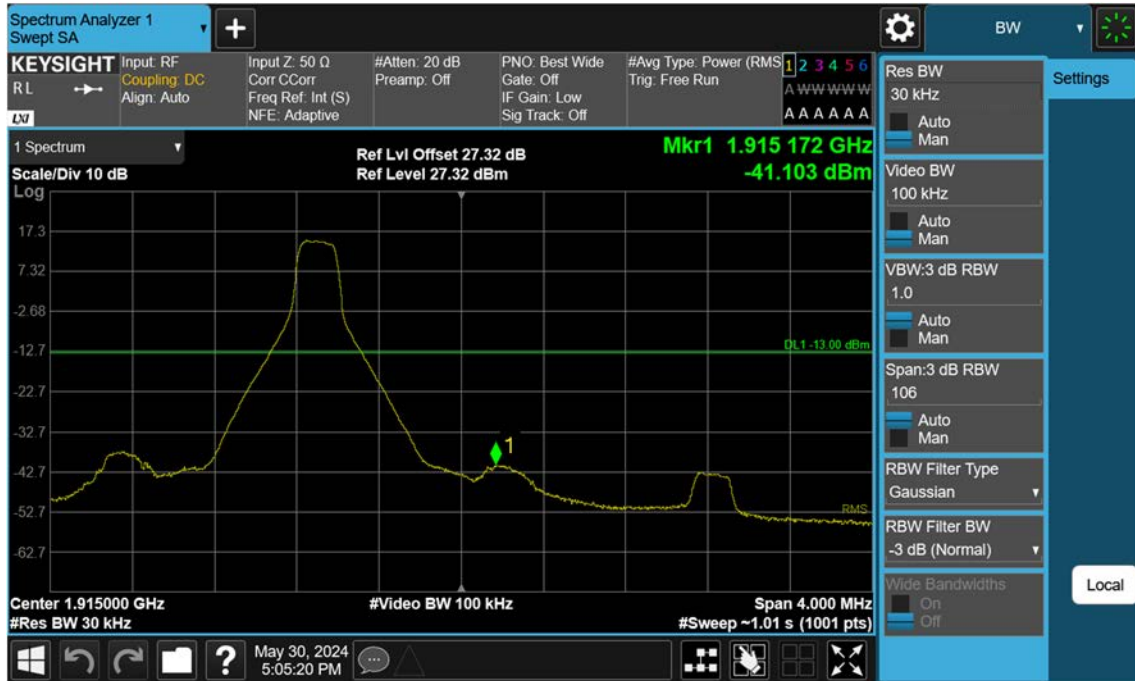 Spectrum Analyzer 1
Swept SA
+
BW
KEYSIGHT
RL
LXI
Input: RF
Coupling: DC
Align: Auto
Input Z: 50 Ω
Corr CCorr
Freq Ref: Int (S)
NFE: Adaptive
#Atten: 20 dB
Preamp: Off
PNO: Best Wide
Gate: Off
IF Gain: Low
Sig Track: Off
#Avg Type: Power (RMS
Trig: Free Run
1 2 3 4 5 6
A W W W W W
A A A A A A
1 Spectrum
Scale/Div 10 dB
Ref Lvl Offset 27.32 dB
Ref Level 27.32 dBm
Mkr1 1.915 172 GHz
-41.103 dBm
Log
17.3
7.32
-2.68
-12.7
-22.7
-32.7
-42.7
-52.7
-62.7
DL1 -13.00 dBm
1
RMS
Center 1.915000 GHz
#Res BW 30 kHz
#Video BW 100 kHz
Span 4.000 MHz
#Sweep ~1.01 s (1001 pts)
Res BW
30 kHz
Auto
Man
Video BW
100 kHz
Auto
Man
VBW:3 dB RBW
1.0
Auto
Man
Span:3 dB RBW
106
Auto
Man
RBW Filter Type
Gaussian
RBW Filter BW
-3 dB (Normal)
Wide Bandwidths
On
Off
Settings
Local
?
May 30, 2024
5:05:20 PM